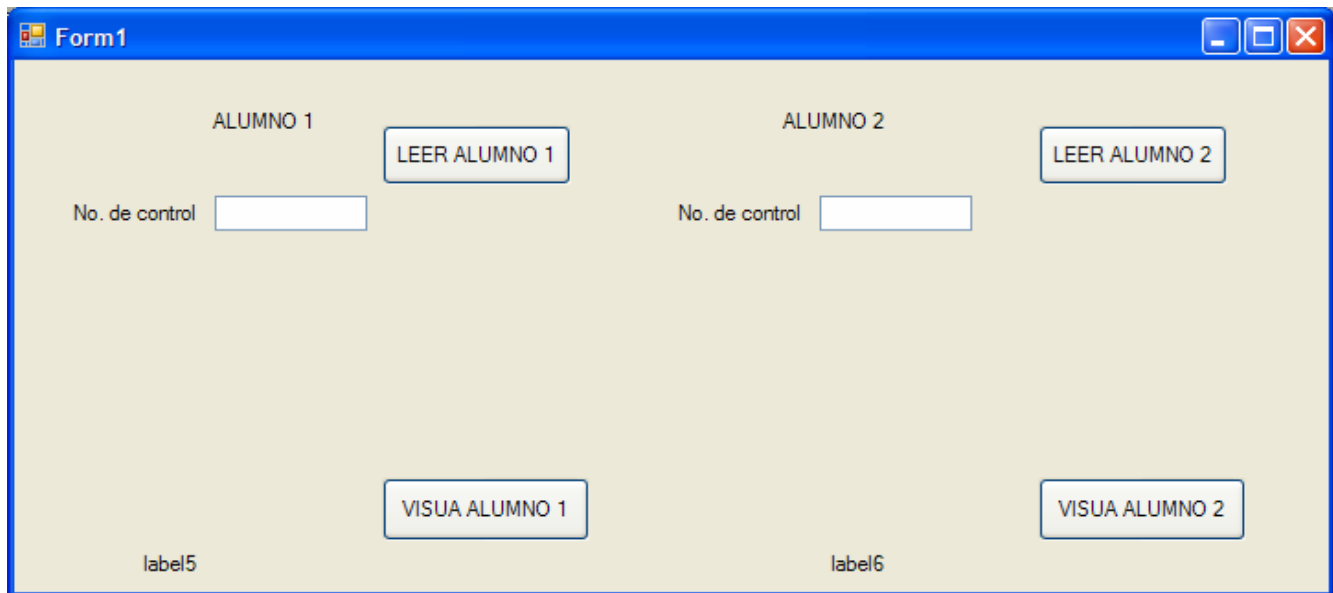 Form1
ALUMNO 1
LEER ALUMNO 1
No. de control
VISUA ALUMNO 1
label5
ALUMNO 2
LEER ALUMNO 2
No. de control
VISUA ALUMNO 2
label6